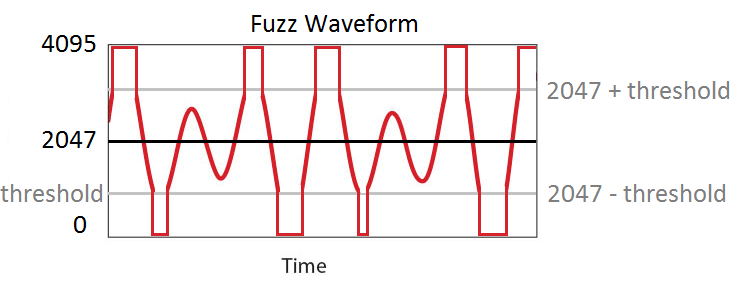 Fuzz Waveform
4095
2047 + threshold
2047
threshold
2047 - threshold
0
Time